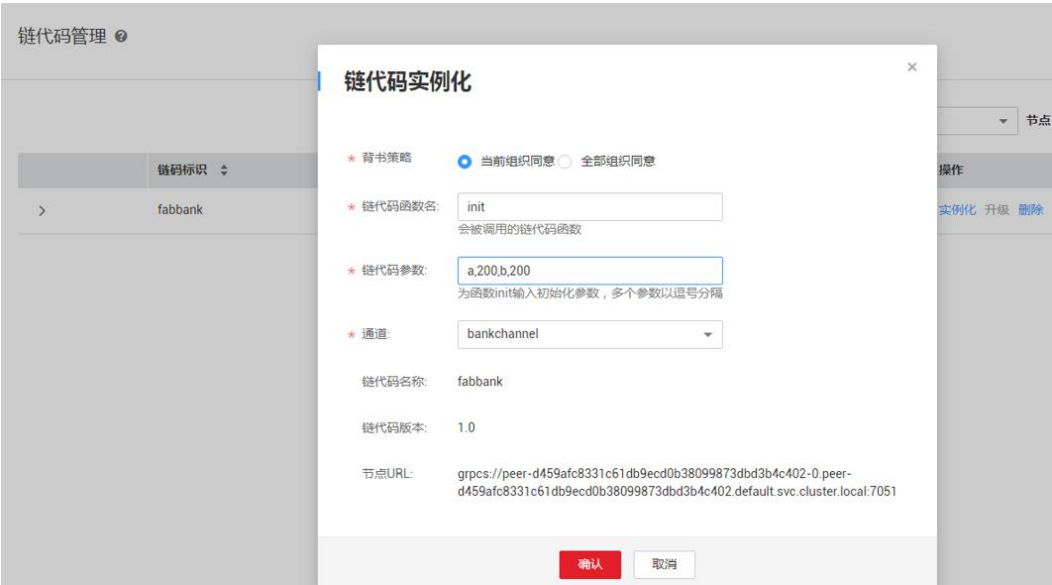 链代码管理
链代码实例化
节点
链码标识
操作
fabbank
实例化 升级 删除
* 背书策略 当前组织同意 全部组织同意
* 链代码函数名: init
会被调用的链代码函数
* 链代码参数: a,200,b,200
为函数init输入初始化参数，多个参数以逗号分隔
* 通道: bankchannel
链代码名称: fabbank
链代码版本: 1.0
节点URL: grpcs://peer-d459afc8331c61db9ecd0b38099873dbd3b4c402-0.peer-
d459afc8331c61db9ecd0b38099873dbd3b4c402.default.svc.cluster.local:7051
确认 取消